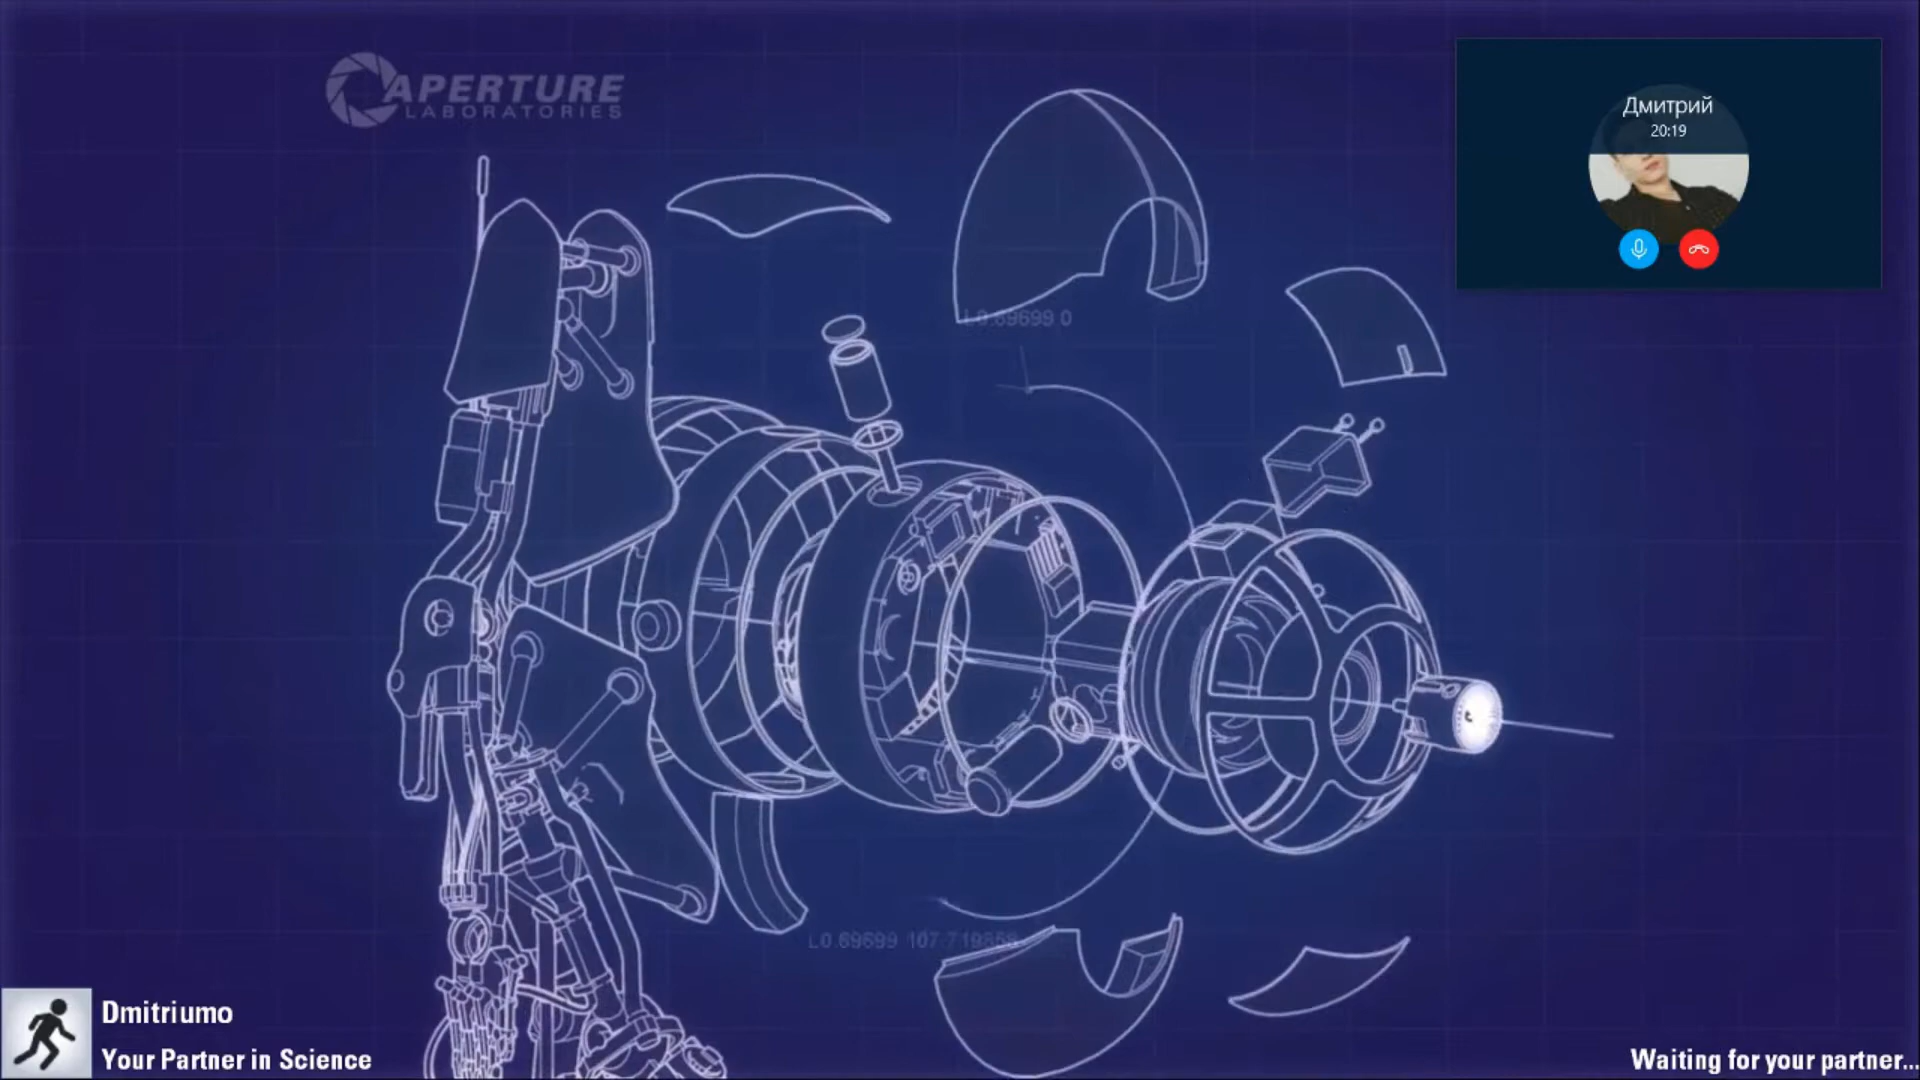 APERTURE
LABORATORIES
Дмитрий
20:19
L0.69699 0
L0.69699 107.719868
Dmitriumo
Your Partner in Science
Waiting for your partner...